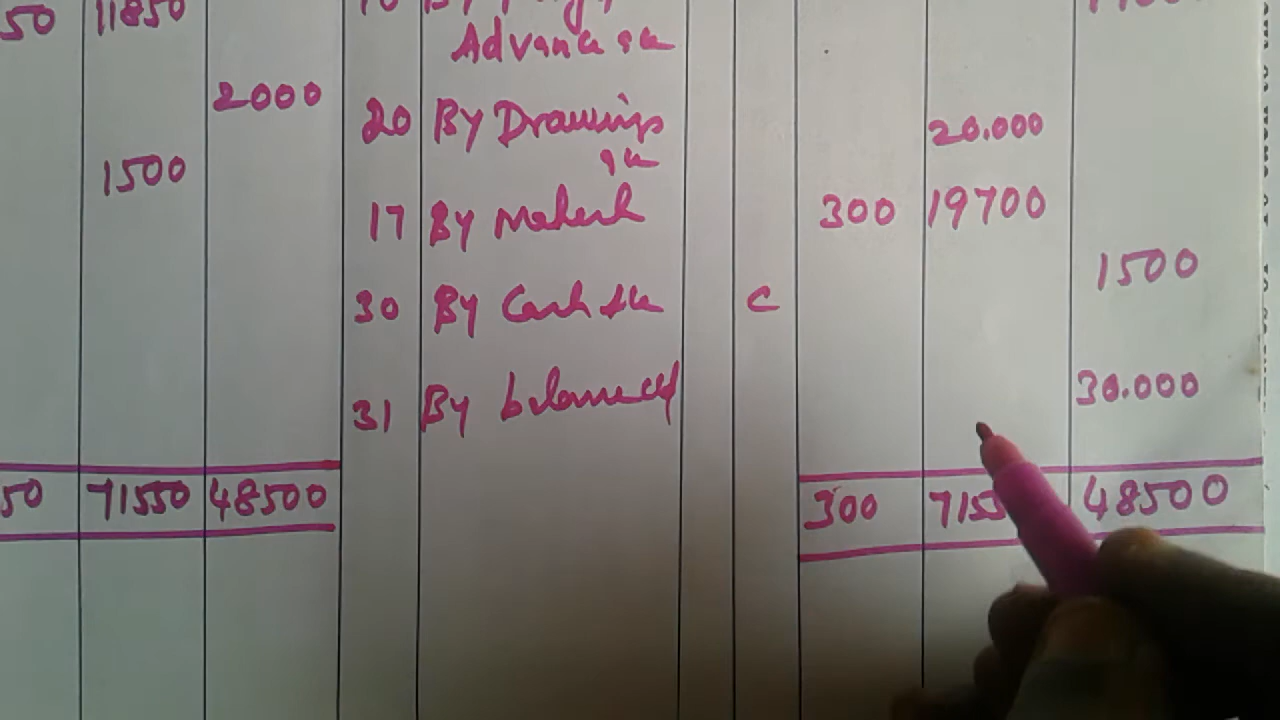 50 11850
Advance a/c
2000
20 By Drawings 20.000
a/c
1500
17 By Mahesh 300 19700
1500
30 By Cash a/c C
30.000
31 By balance c/d
50 71550 48500 300 7155 48500